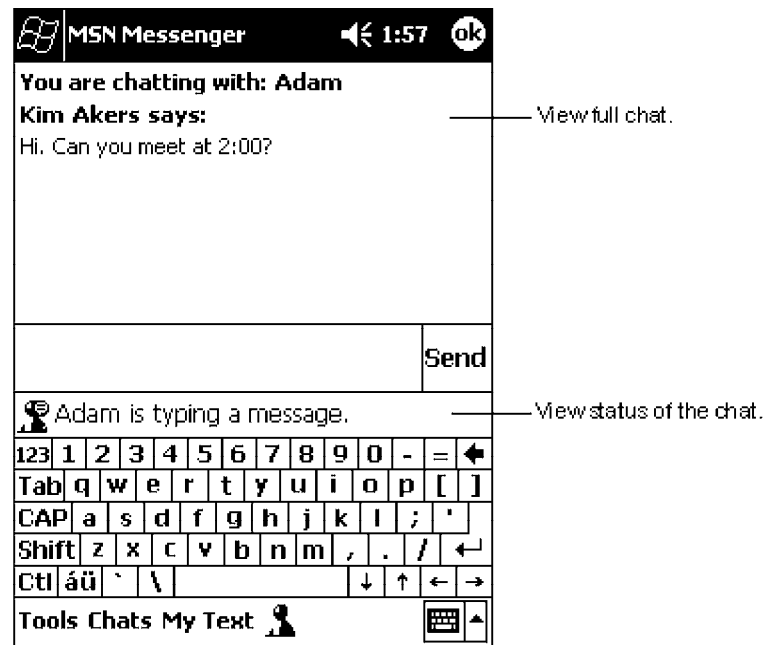 MSN Messenger 1:57 ok
You are chatting with: Adam
Kim Akers says:
View full chat.
Hi. Can you meet at 2:00?
Send
Adam is typing a message.
View status of the chat.
123 1 2 3 4 5 6 7 8 9 0 - =
Tab q w e r t y u i o p [ ]
CAP a s d f g h j k l ; '
Shift z x c v b n m , . /
Ctl áü ` \
Tools Chats My Text